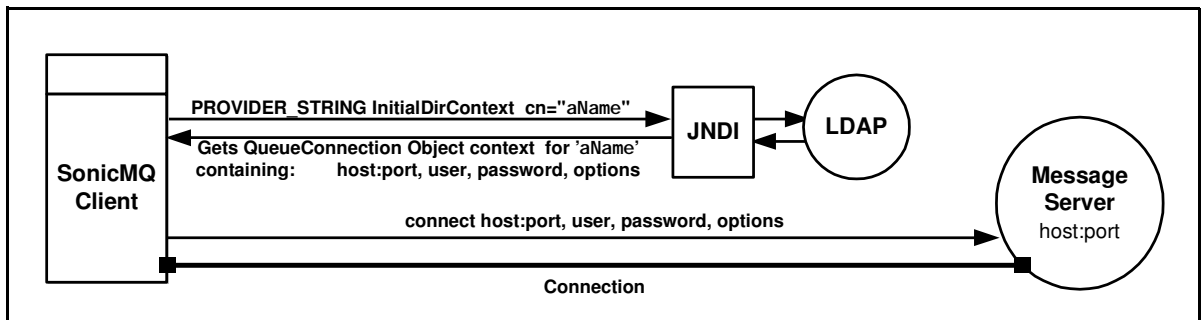 PROVIDER_STRING InitialDirContext cn="aName"
Gets QueueConnection Object context for 'aName'
containing: host:port, user, password, options
JNDI
LDAP
SonicMQ
Client
Message
Server
host:port
connect host:port, user, password, options
Connection